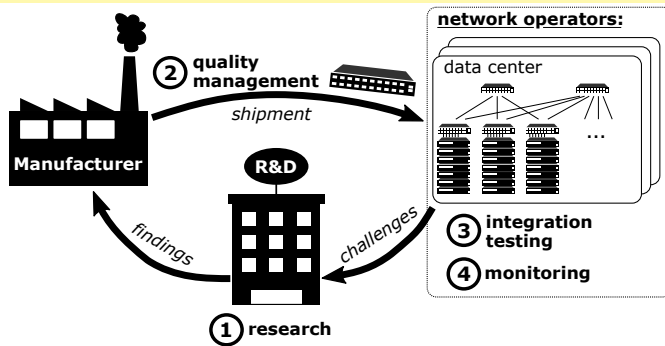 network operators:
2 quality
management
data center
shipment
...
Manufacturer
R&D
findings
challenges
3 integration
testing
4 monitoring
1 research